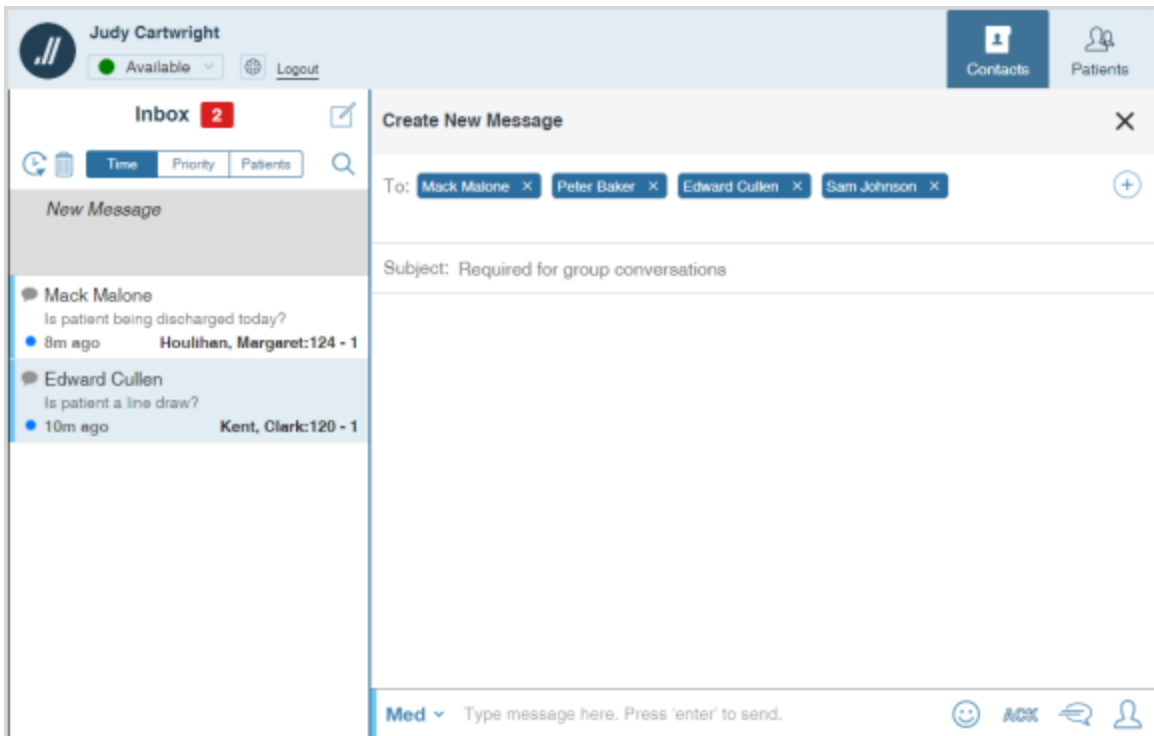 Judy Cartwright
Available
Logout
Contacts
Patients
Inbox 2
Time Priority Patients
New Message
Mack Malone
Is patient being discharged today?
8m ago Houlihan, Margaret:124 - 1
Edward Cullen
Is patient a line draw?
10m ago Kent, Clark:120 - 1
Create New Message
To: Mack Malone × Peter Baker × Edward Cullen × Sam Johnson ×
Subject: Required for group conversations
Med Type message here. Press 'enter' to send.
ACK